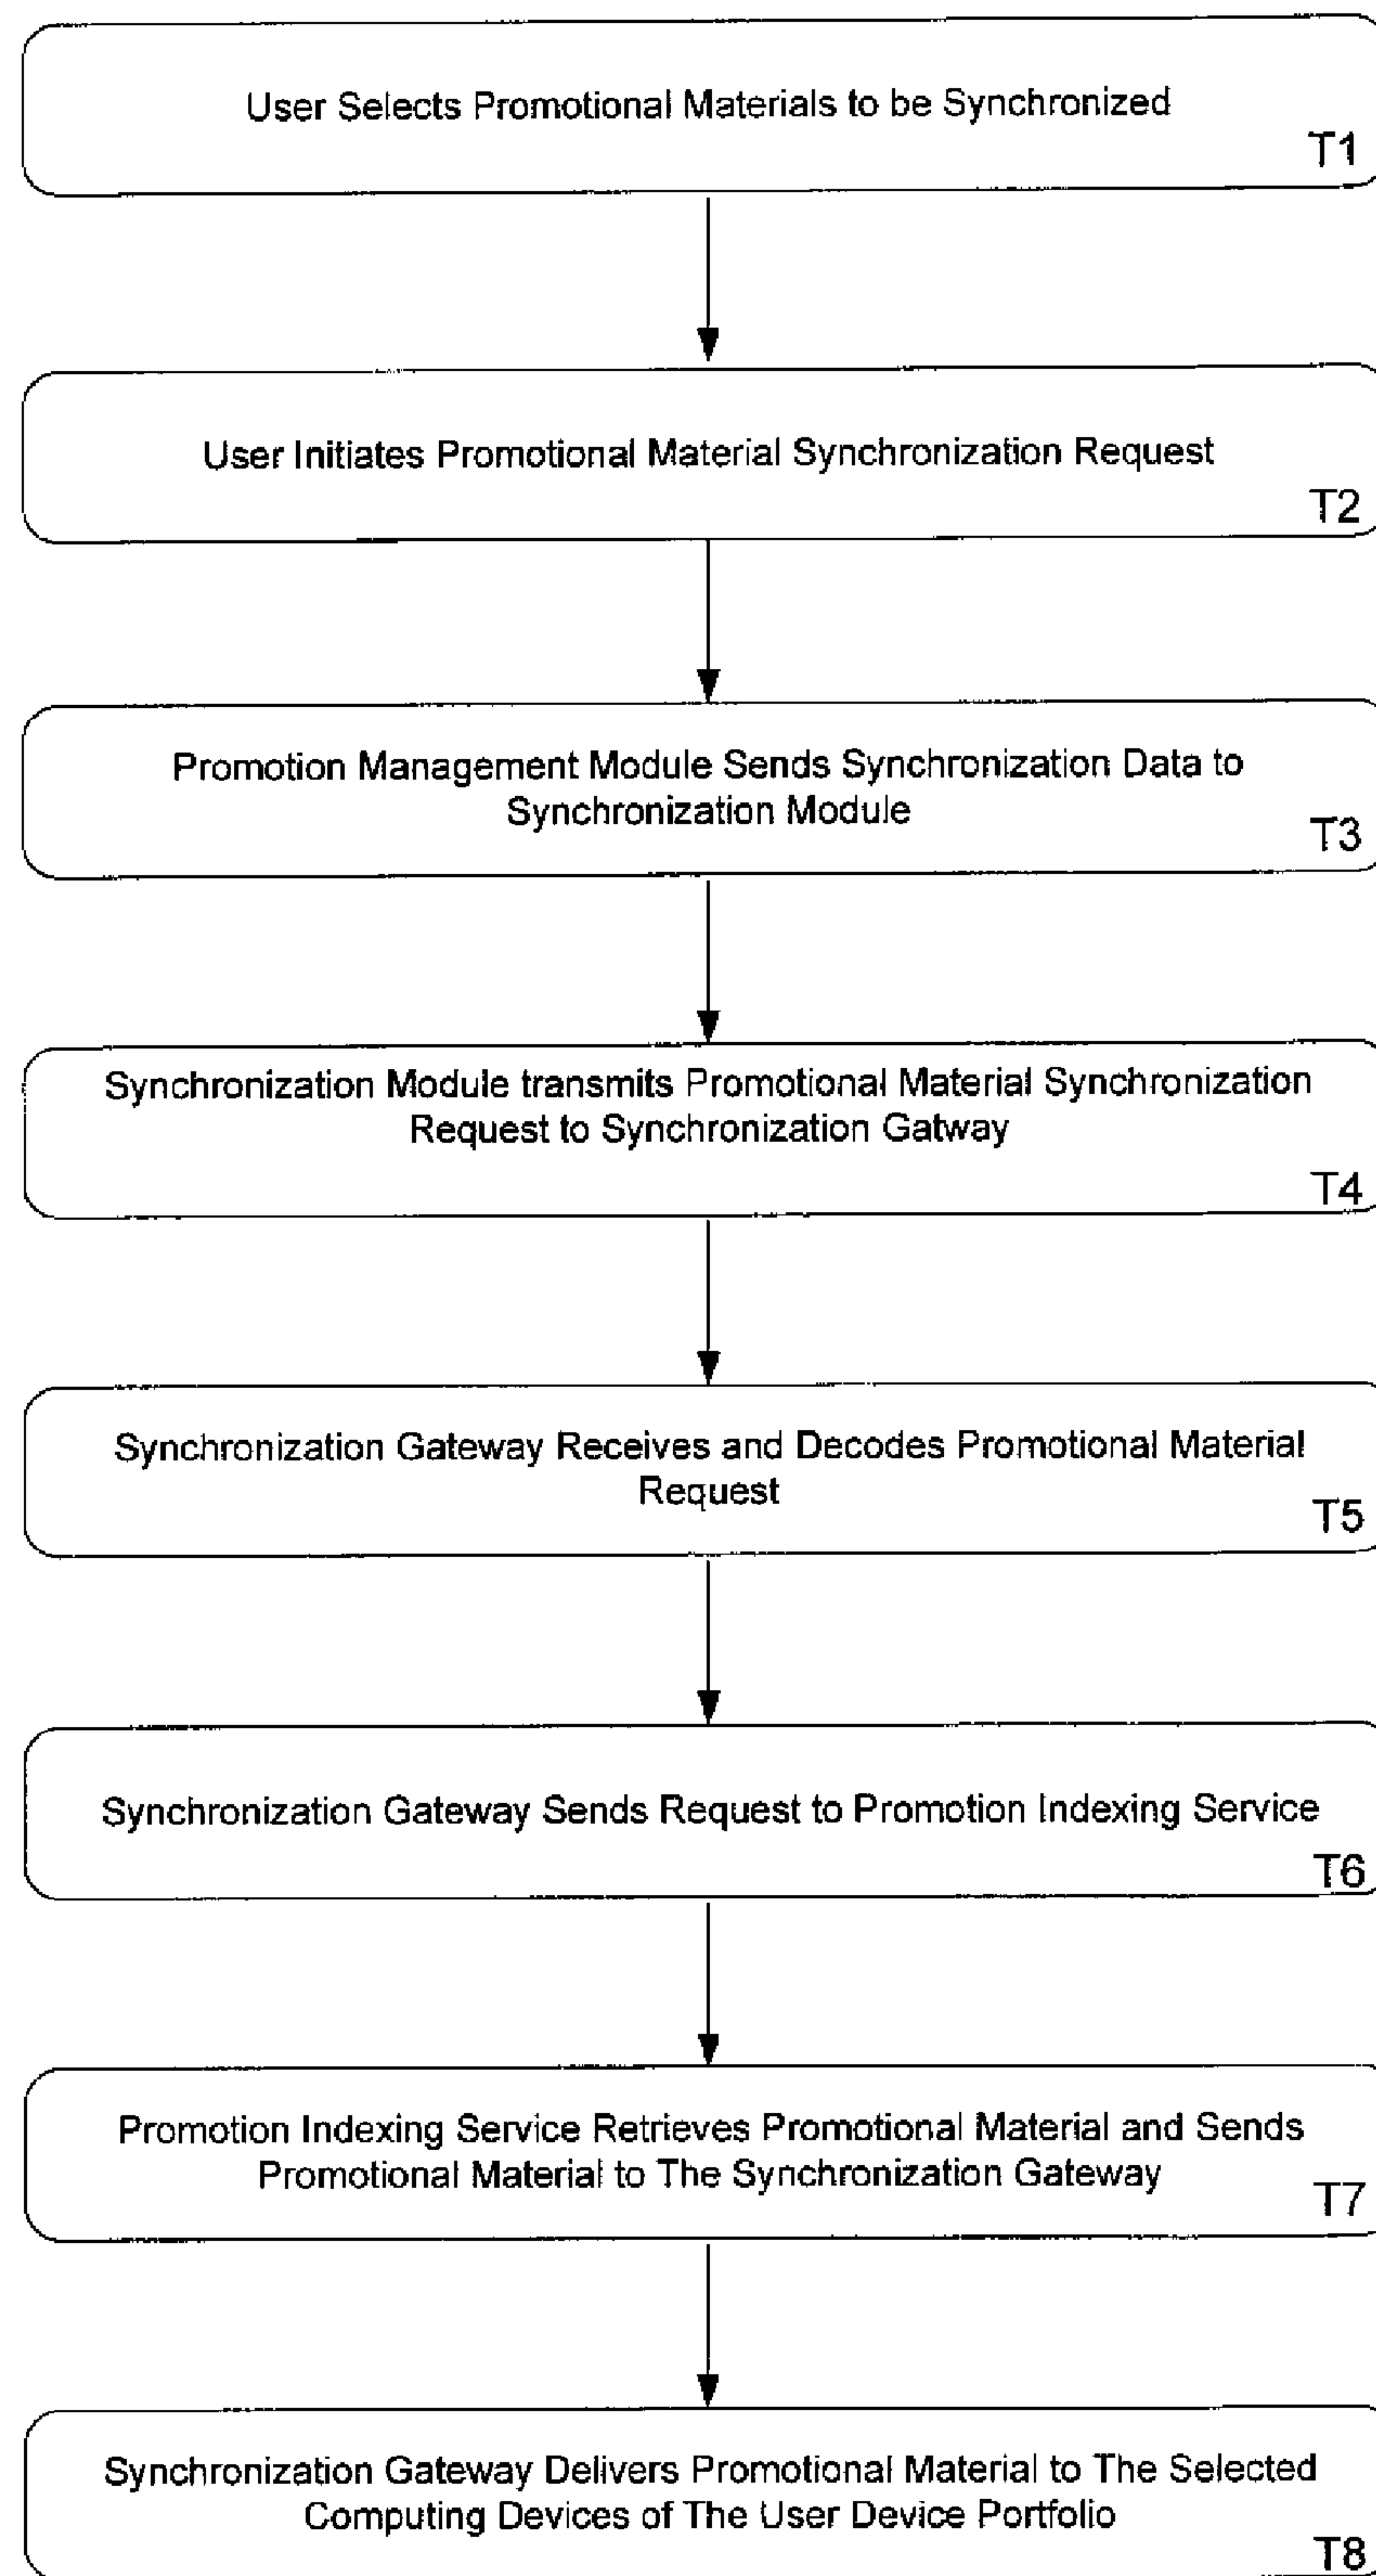 User Selects Promotional Materials to be Synchronized
T1
User Initiates Promotional Material Synchronization Request
T2
Promotion Management Module Sends Synchronization Data to
Synchronization Module
T3
Synchronization Module transmits Promotional Material Synchronization
Request to Synchronization Gatway
T4
Synchronization Gateway Receives and Decodes Promotional Material
Request
T5
Synchronization Gateway Sends Request to Promotion Indexing Service
T6
Promotion Indexing Service Retrieves Promotional Material and Sends
Promotional Material to The Synchronization Gateway
T7
Synchronization Gateway Delivers Promotional Material to The Selected
Computing Devices of The User Device Portfolio
T8